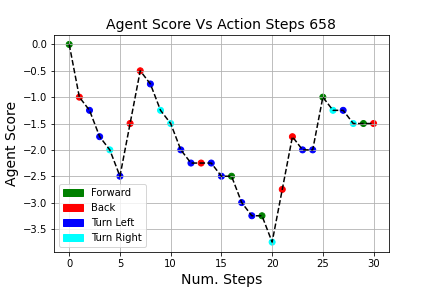 Agent Score Vs Action Steps 658
Agent Score
0.0
−0.5
−1.0
−1.5
−2.0
−2.5
−3.0
−3.5
Forward
Back
Turn Left
Turn Right
0 5 10 15 20 25 30
Num. Steps